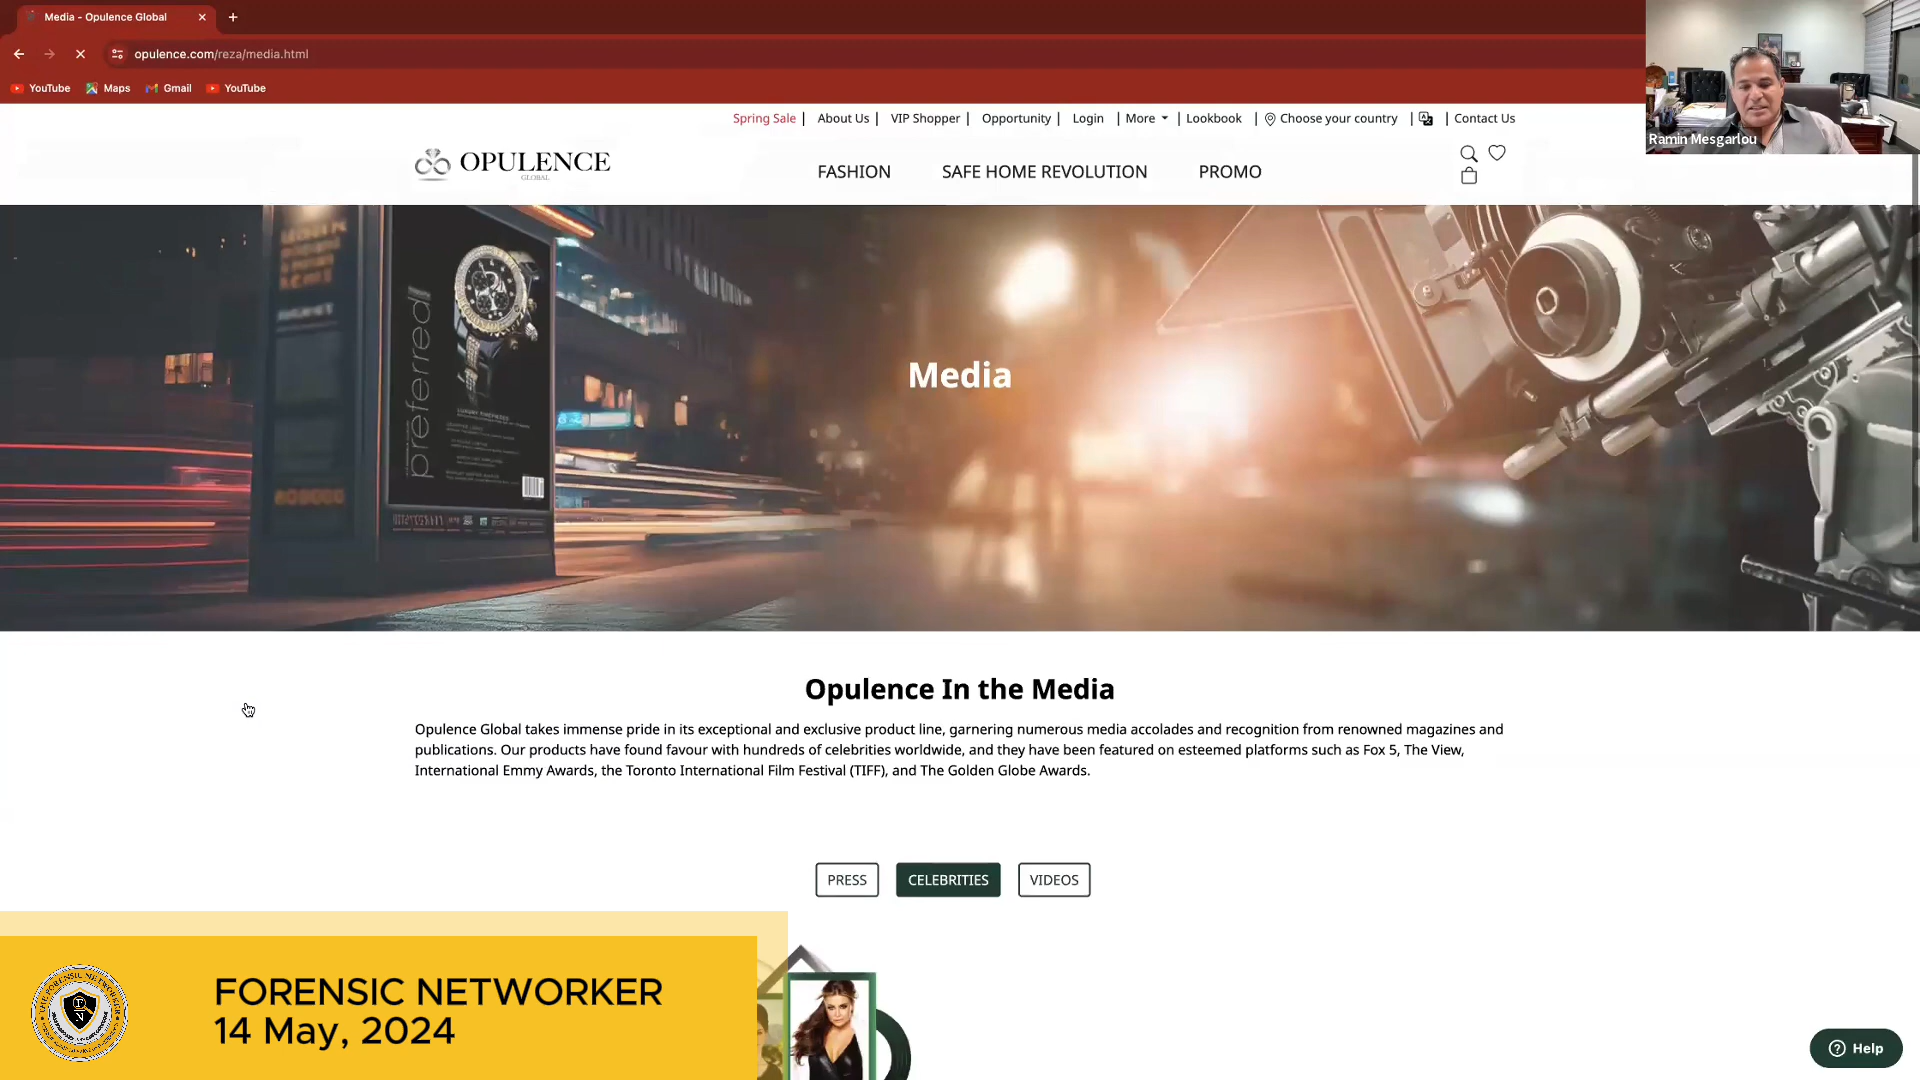 Media - Opulence Global
opulence.com/reza/media.html
YouTube
Maps
Gmail
YouTube
Ramin Mesgarlou
Spring Sale | About Us | VIP Shopper | Opportunity | Login | More | Lookbook | Choose your country | | Contact Us
OPULENCE
GLOBAL
FASHION
SAFE HOME REVOLUTION
PROMO
preferred
Media
Opulence In the Media
Opulence Global takes immense pride in its exceptional and exclusive product line, garnering numerous media accolades and recognition from renowned magazines and
publications. Our products have found favour with hundreds of celebrities worldwide, and they have been featured on esteemed platforms such as Fox 5, The View,
International Emmy Awards, the Toronto International Film Festival (TIFF), and The Golden Globe Awards.
PRESS
CELEBRITIES
VIDEOS
FORENSIC NETWORKER
14 May, 2024
Help